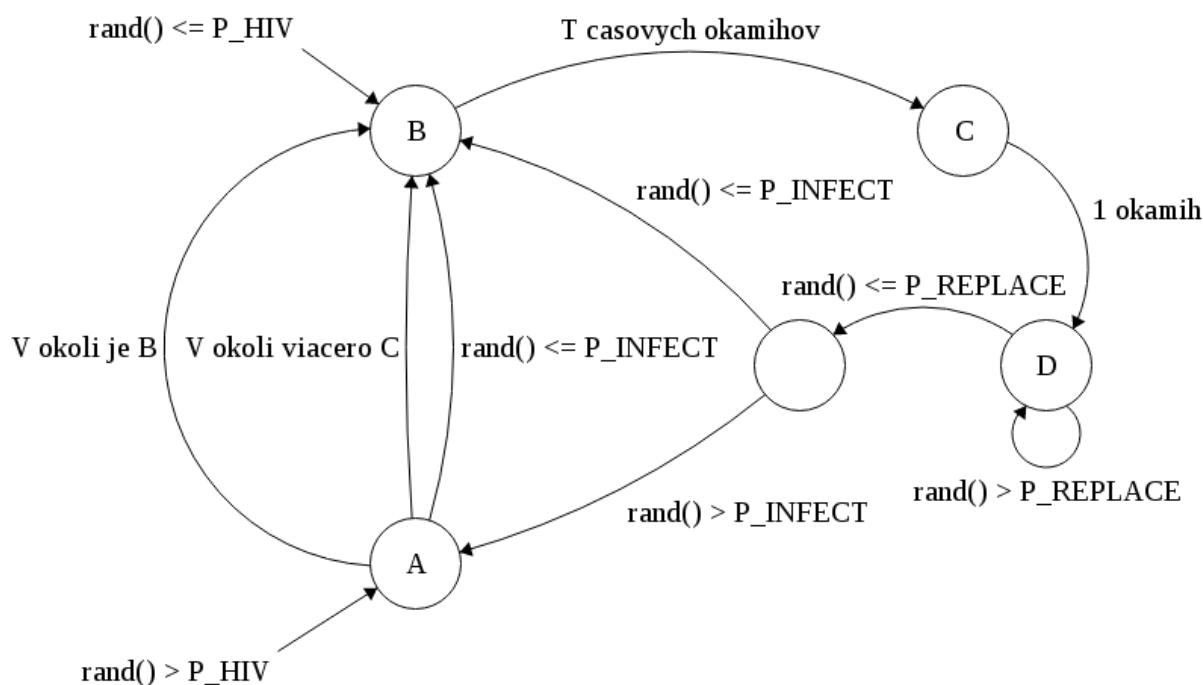 rand() <= P_HIV
T casovych okamihov
B
C
rand() <= P_INFECT
1 okamih
rand() <= P_REPLACE
V okoli je B
V okoli viacero C
rand() <= P_INFECT
D
rand() > P_REPLACE
rand() > P_INFECT
A
rand() > P_HIV